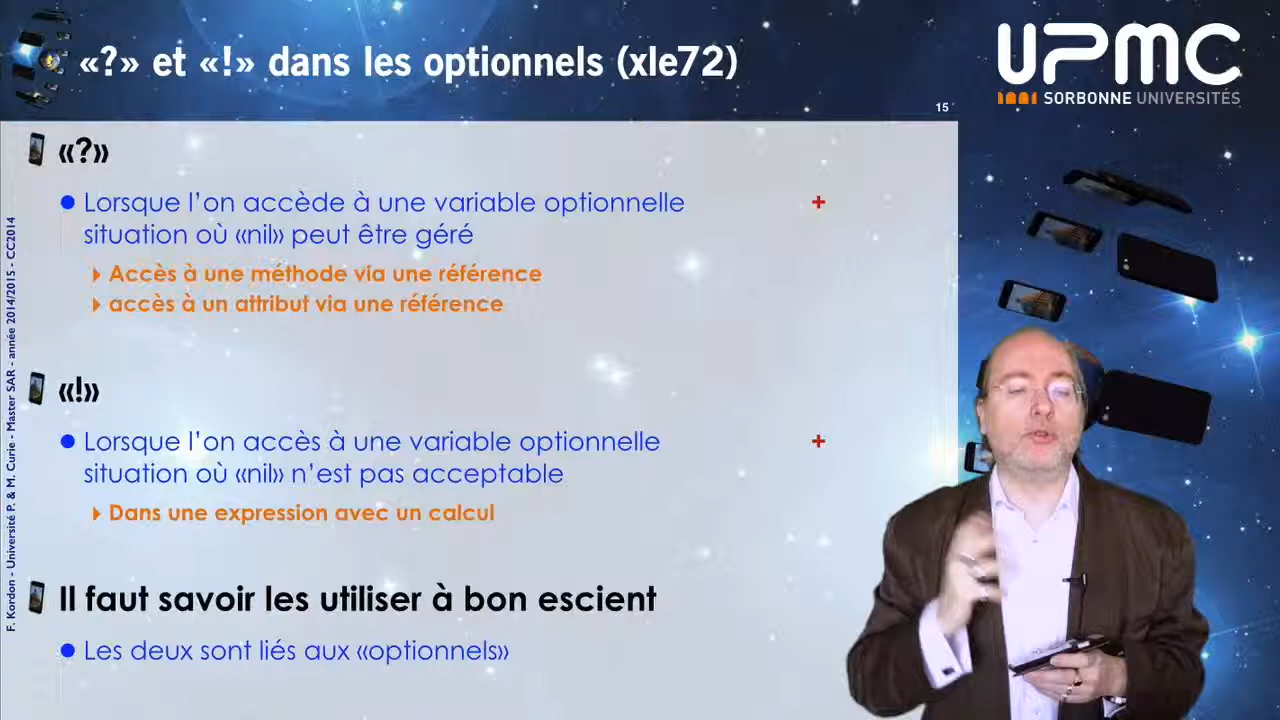 «?» et «!» dans les optionnels (xle72)
UPMC
SORBONNE UNIVERSITÉS
15
«?»
Lorsque l'on accède à une variable optionnelle
situation où «nil» peut être géré
+
Accès à une méthode via une référence
accès à un attribut via une référence
«!»
Lorsque l'on accès à une variable optionnelle
situation où «nil» n'est pas acceptable
+
Dans une expression avec un calcul
Il faut savoir les utiliser à bon escient
Les deux sont liés aux «optionnels»
F. Kordon - Université P. & M. Curie - Master SAR - année 2014/2015 - CC2014